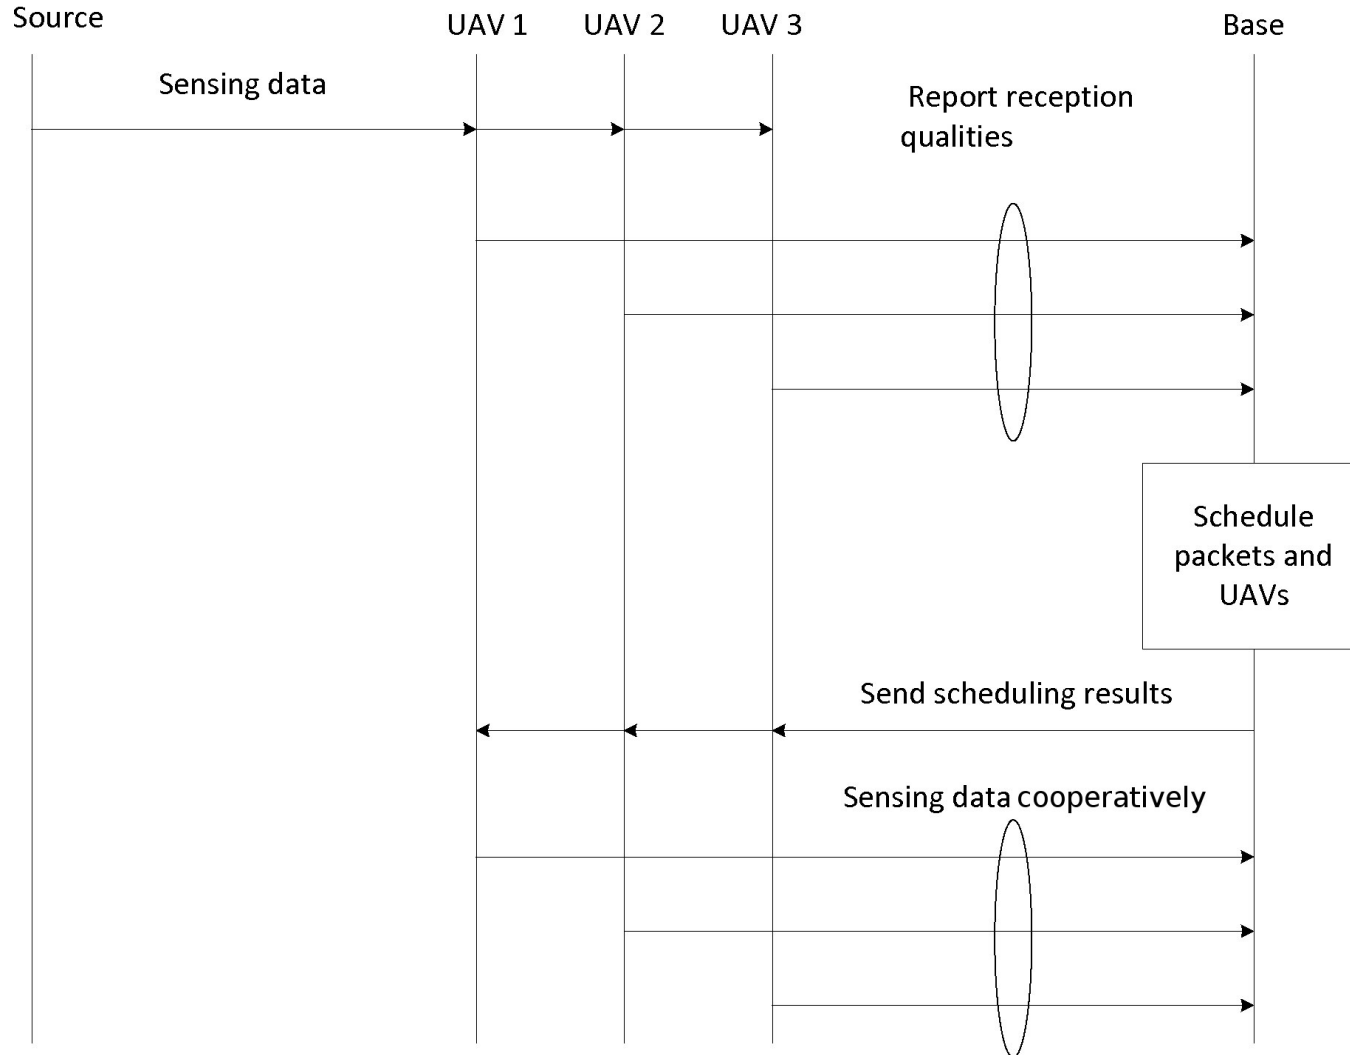 Source
UAV 1
UAV 2
UAV 3
Base
Sensing data
Report reception
qualities
Schedule
packets and
UAVs
Send scheduling results
Sensing data cooperatively